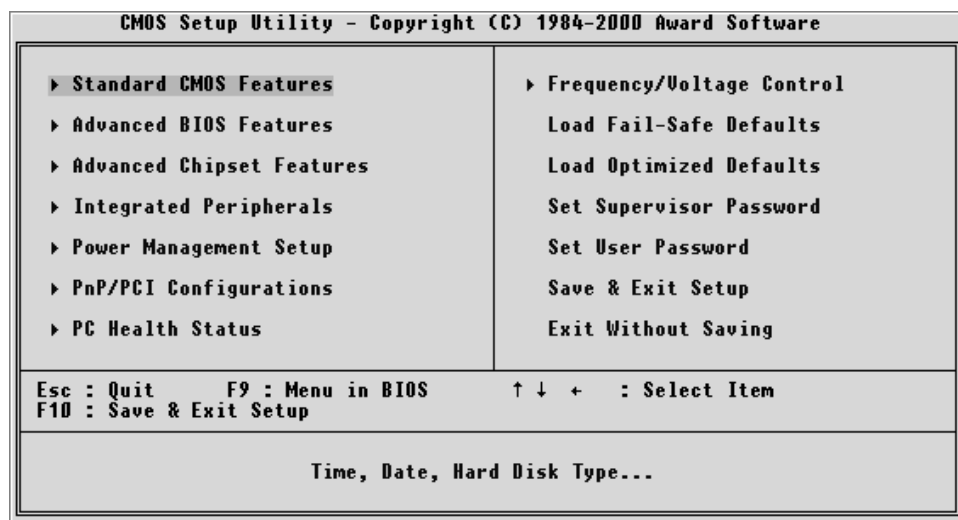 CMOS Setup Utility - Copyright (C) 1984-2000 Award Software
▸ Standard CMOS Features
▸ Advanced BIOS Features
▸ Advanced Chipset Features
▸ Integrated Peripherals
▸ Power Management Setup
▸ PnP/PCI Configurations
▸ PC Health Status
▸ Frequency/Voltage Control
Load Fail-Safe Defaults
Load Optimized Defaults
Set Supervisor Password
Set User Password
Save & Exit Setup
Exit Without Saving
Esc : Quit F9 : Menu in BIOS ↑ ↓ ← : Select Item
F10 : Save & Exit Setup
Time, Date, Hard Disk Type...